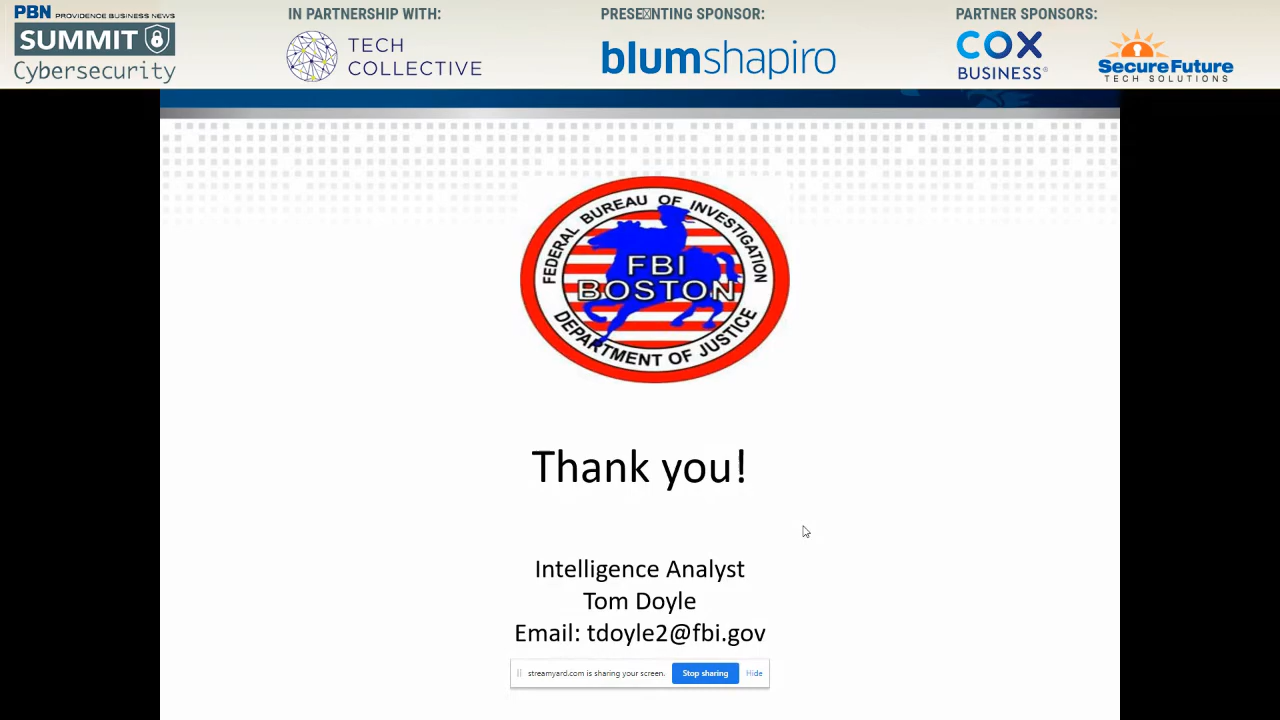 PBN PROVIDENCE BUSINESS NEWS
SUMMIT
Cybersecurity
IN PARTNERSHIP WITH:
TECH
COLLECTIVE
PRESENTING SPONSOR:
blumshapiro
PARTNER SPONSORS:
COX
BUSINESS®
SecureFuture
TECH SOLUTIONS
FEDERAL BUREAU OF INVESTIGATION
FBI
BOSTON
DEPARTMENT OF JUSTICE
Thank you!
Intelligence Analyst
Tom Doyle
Email: tdoyle2@fbi.gov
streamyard.com is sharing your screen. Stop sharing Hide